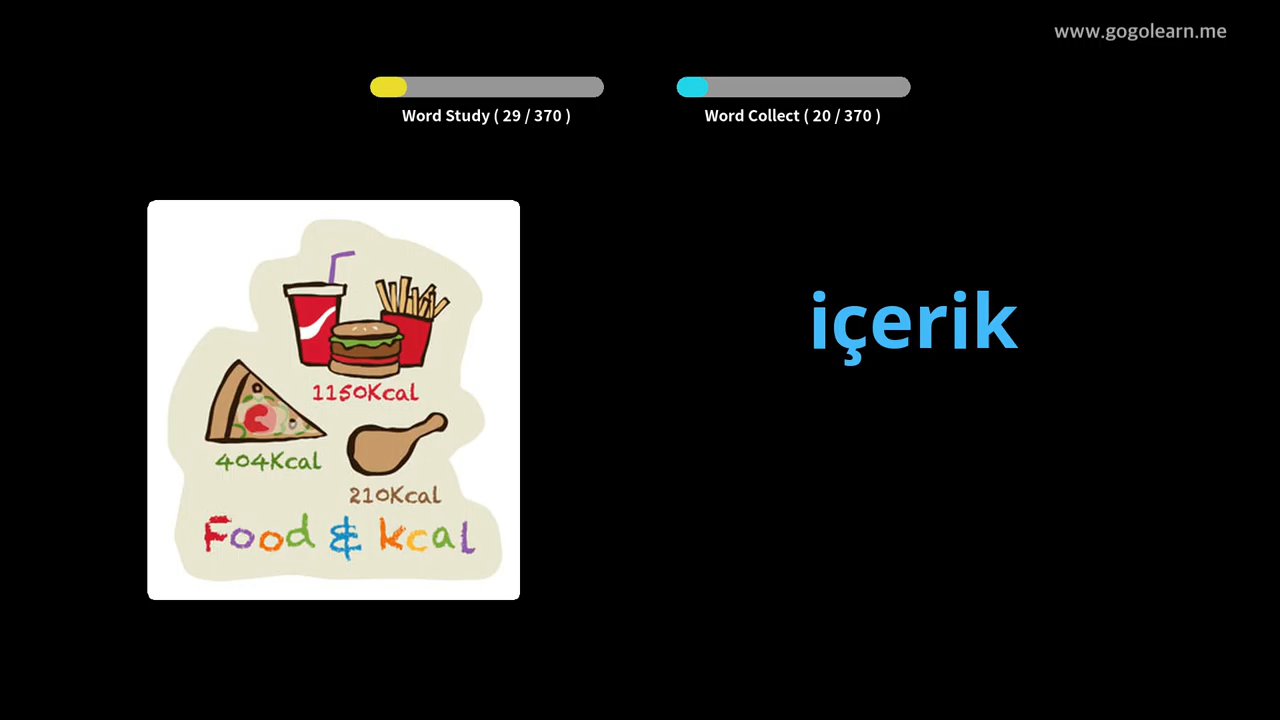 www.gogolearn.me
Word Study ( 29 / 370 )
Word Collect ( 20 / 370 )
içerik
1150Kcal
404Kcal
210Kcal
Food & kcal